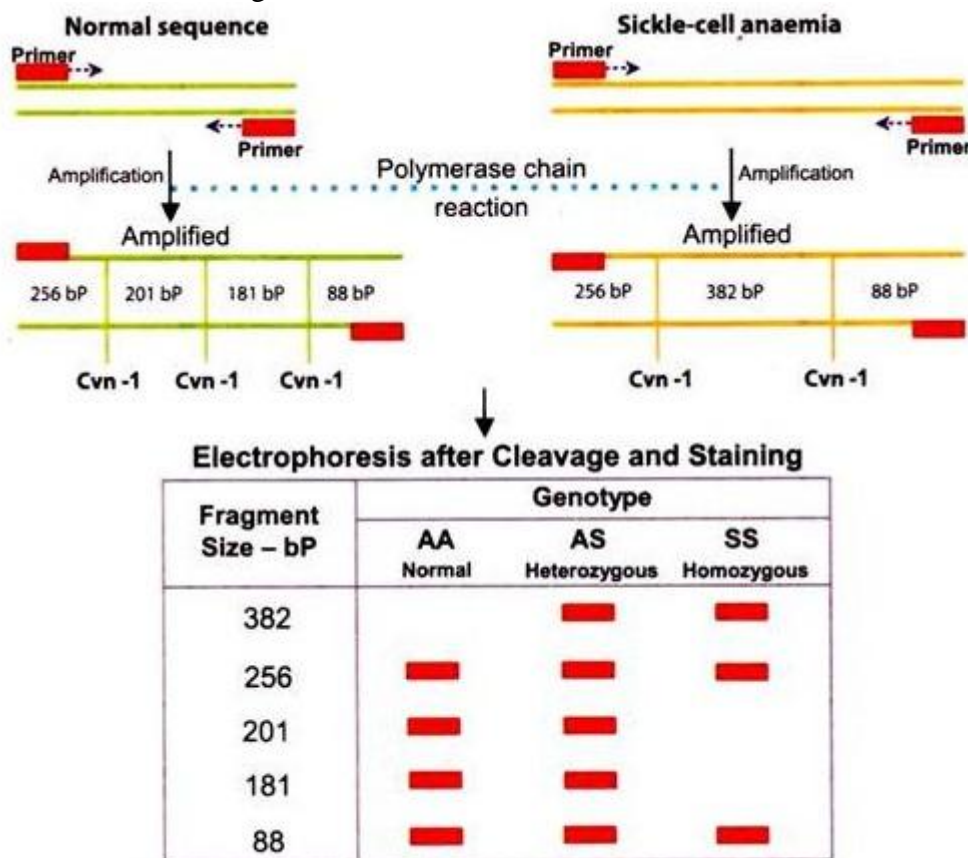 Normal sequence
Sickle-cell anaemia
Primer
Primer
Primer
Primer
Amplification
Polymerase chain
reaction
Amplification
Amplified
Amplified
256 bP 201 bP 181 bP 88 bP
256 bP 382 bP 88 bP
Cvn -1 Cvn -1 Cvn -1
Cvn -1 Cvn -1
Electrophoresis after Cleavage and Staining
Fragment
Size – bP
Genotype
AA AS SS
Normal Heterozygous Homozygous
382
256
201
181
88